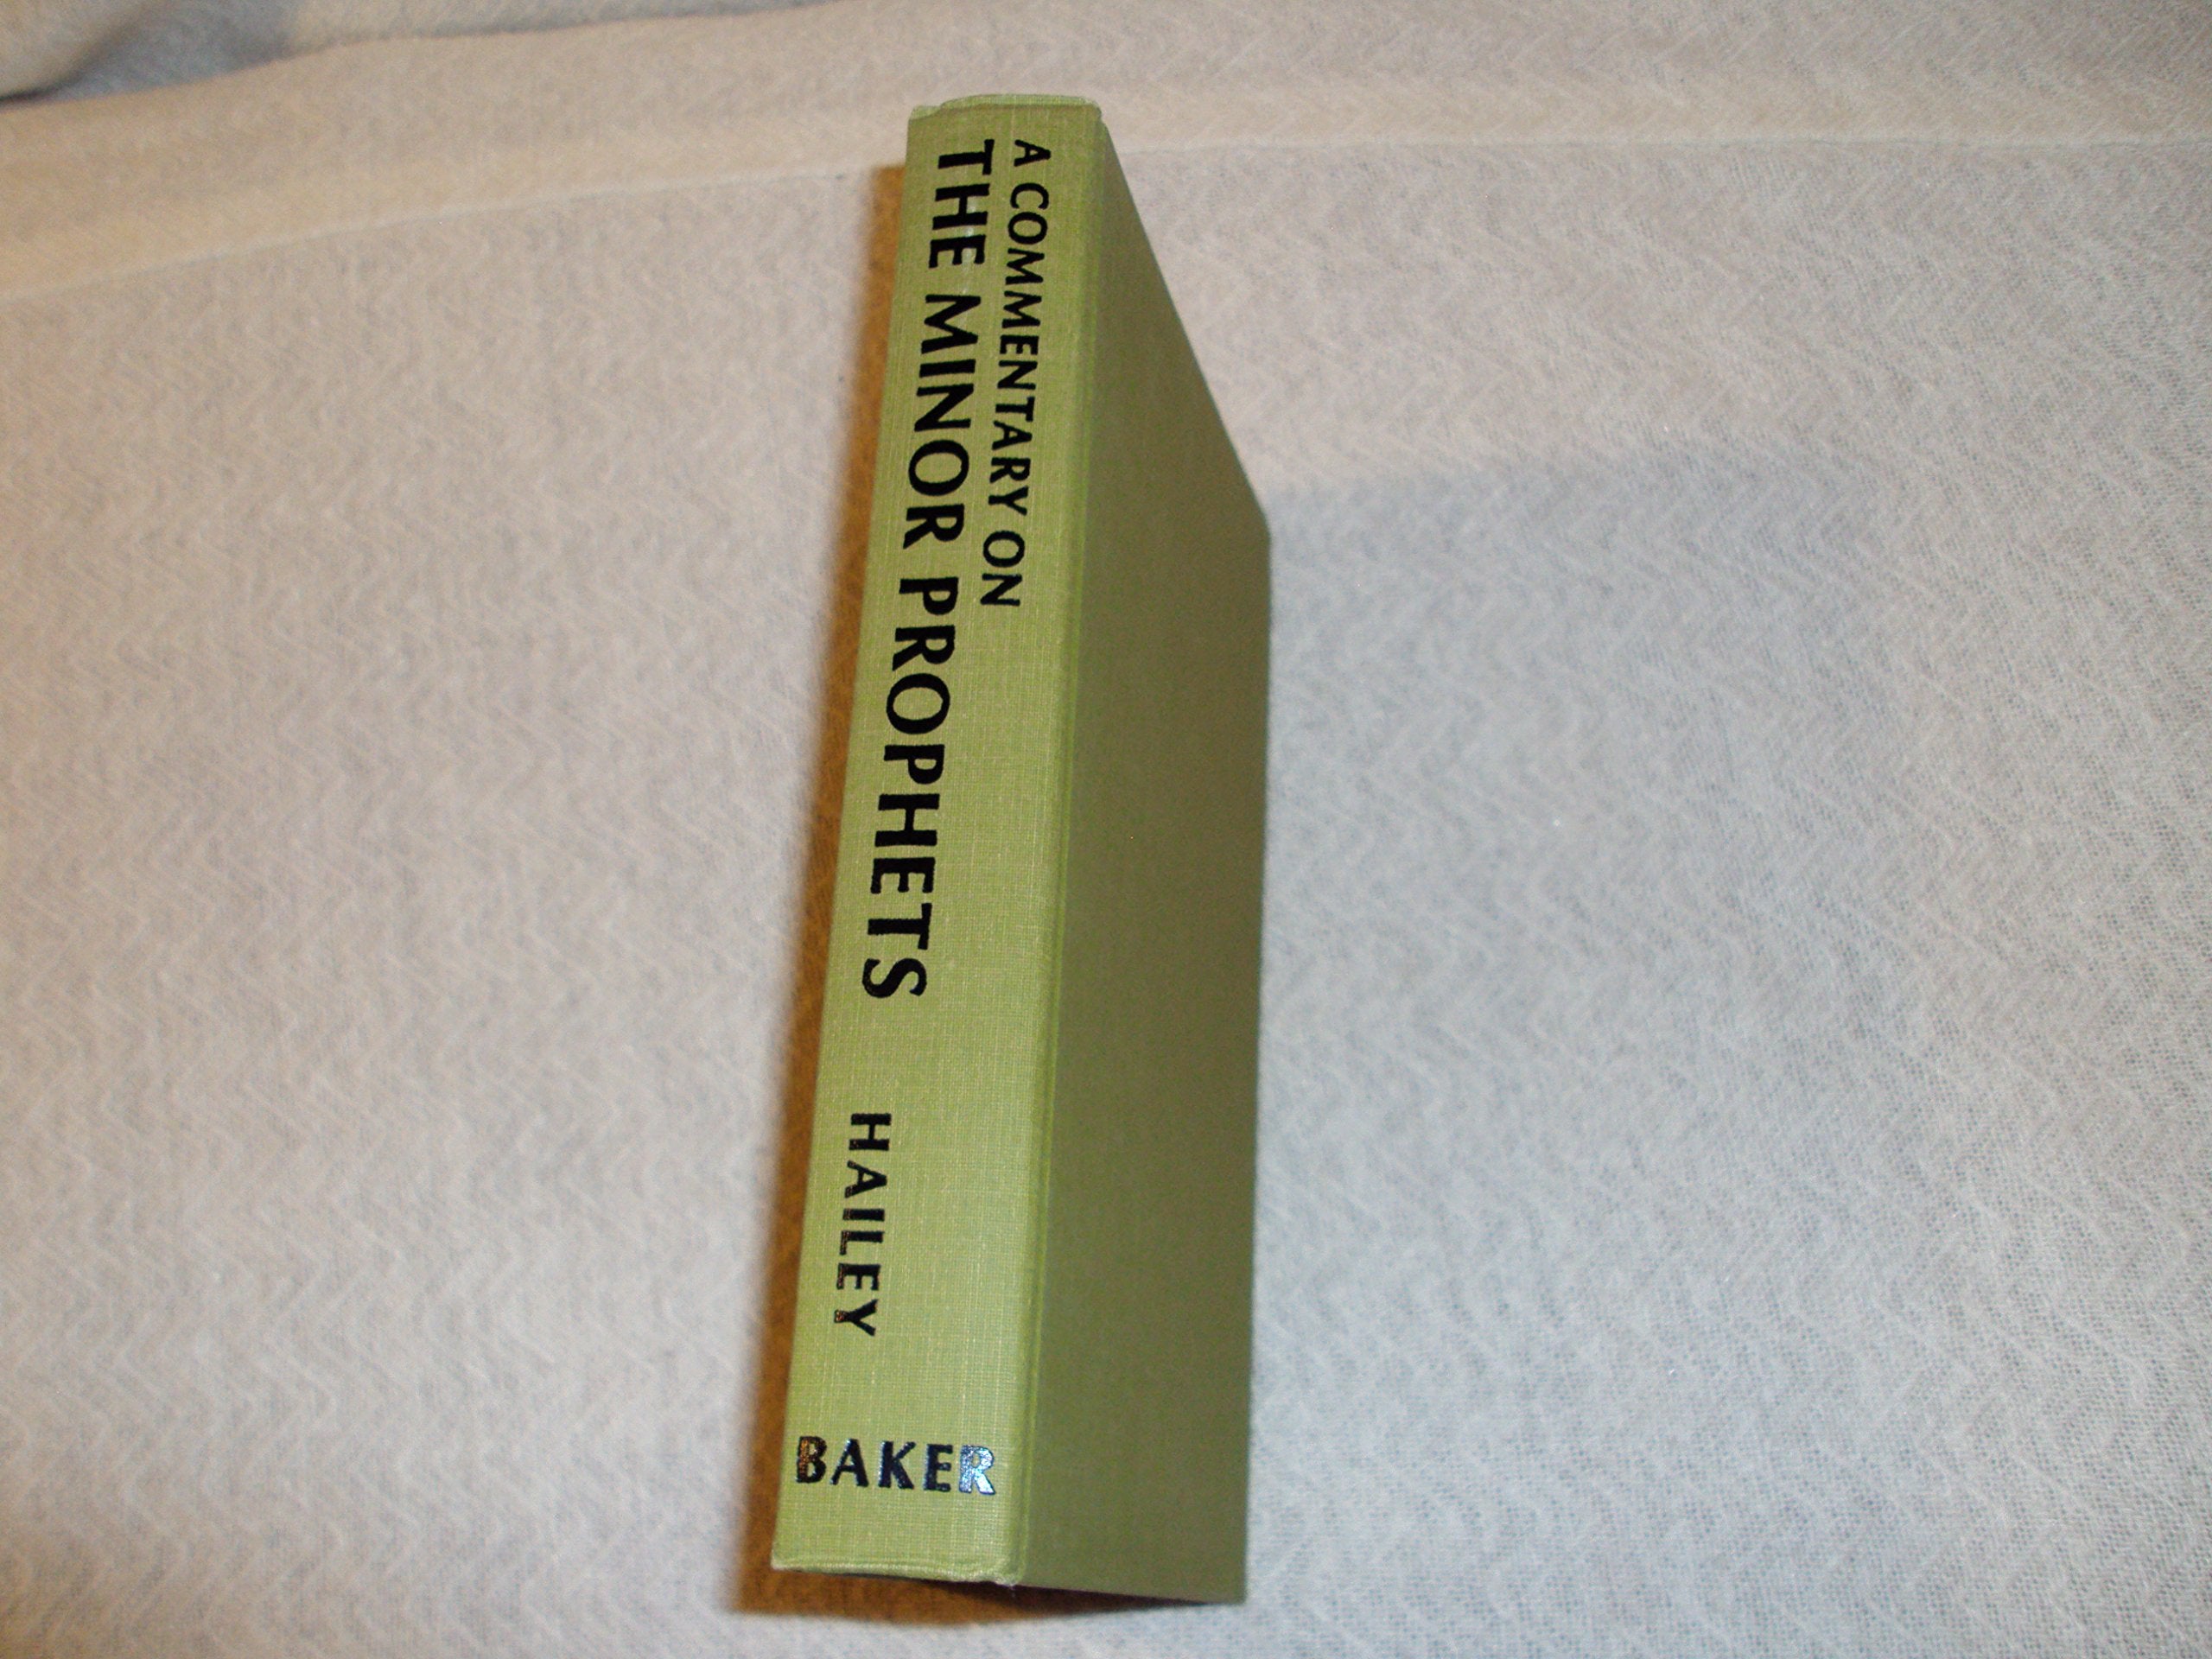 A COMMENTARY ON
THE MINOR PROPHETS
HAILEY
BAKER